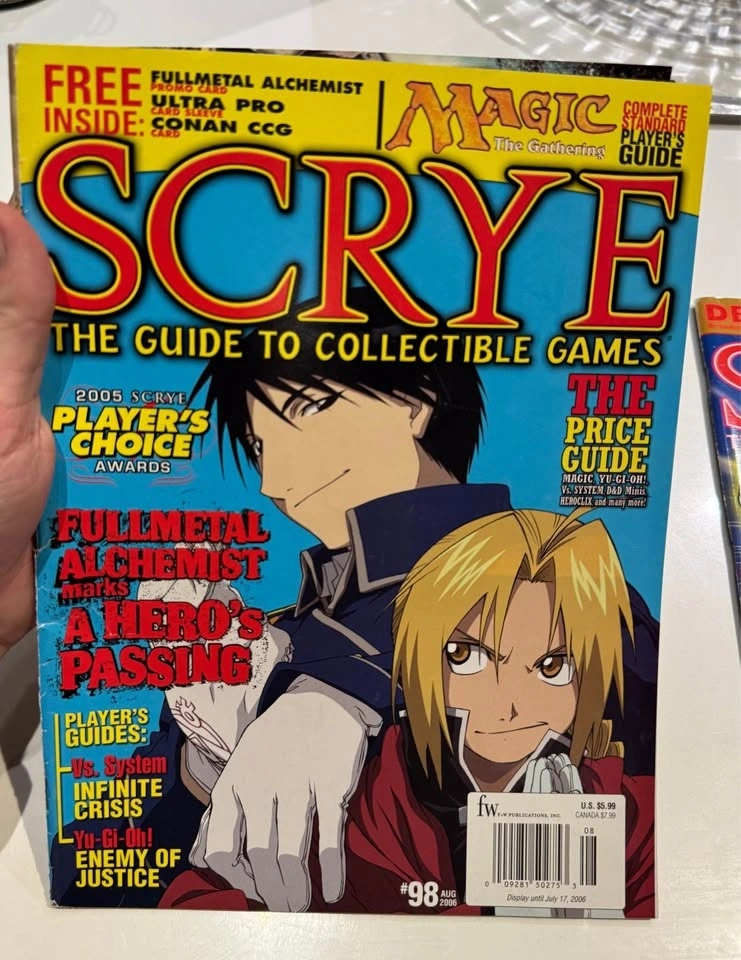 FREE INSIDE:
FULLMETAL ALCHEMIST
PROMO CARD
ULTRA PRO
CARD SLEEVE
CONAN CCG
CARD
MAGIC
The Gathering
COMPLETE
STANDARD
PLAYER'S
GUIDE
SCRYE
THE GUIDE TO COLLECTIBLE GAMES
2005 SCRYE
PLAYER'S
CHOICE
AWARDS
THE
PRICE
GUIDE
MAGIC, YU-GI-OH!,
Vs. SYSTEM, D&D Minis,
HEROCLIX and many more!
FULLMETAL
ALCHEMIST
marks
A HERO's
PASSING
PLAYER'S
GUIDES:
Vs. System
INFINITE
CRISIS
Yu-Gi-Oh!
ENEMY OF
JUSTICE
#98 AUG
2006
fw F+W PUBLICATIONS, INC.
U.S. $5.99
CANADA $7.99
08
0 09281 50275 3
Display until July 17, 2006
DE